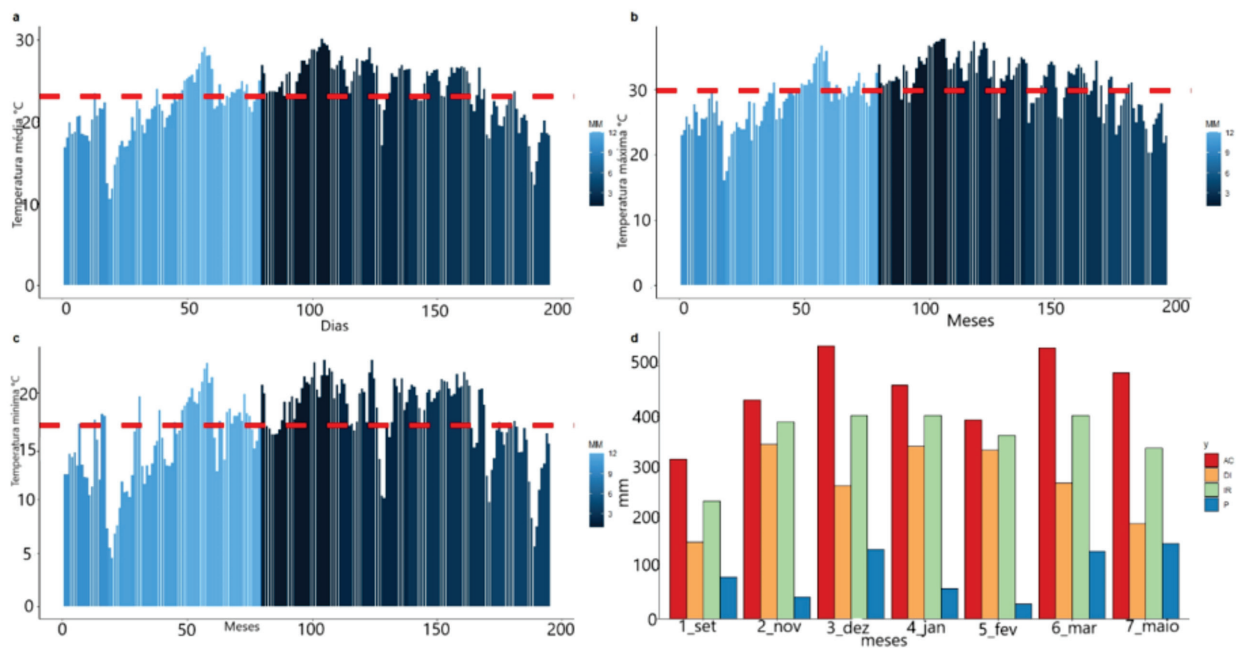 a
Temperatura média °C
30
20
10
0
0 50 100 150 200
Dias
MM
12
9
6
3
b
Temperatura máxima °C
30
20
10
0
0 50 100 150 200
Meses
MM
12
9
6
3
c
Temperatura mínima °C
20
15
10
5
0
0 50 100 150 200
Meses
MM
12
9
6
3
d
mm
500
400
300
200
100
0
1_set 2_nov 3_dez 4_jan 5_fev 6_mar 7_maio
meses
y
AC
DI
IR
P